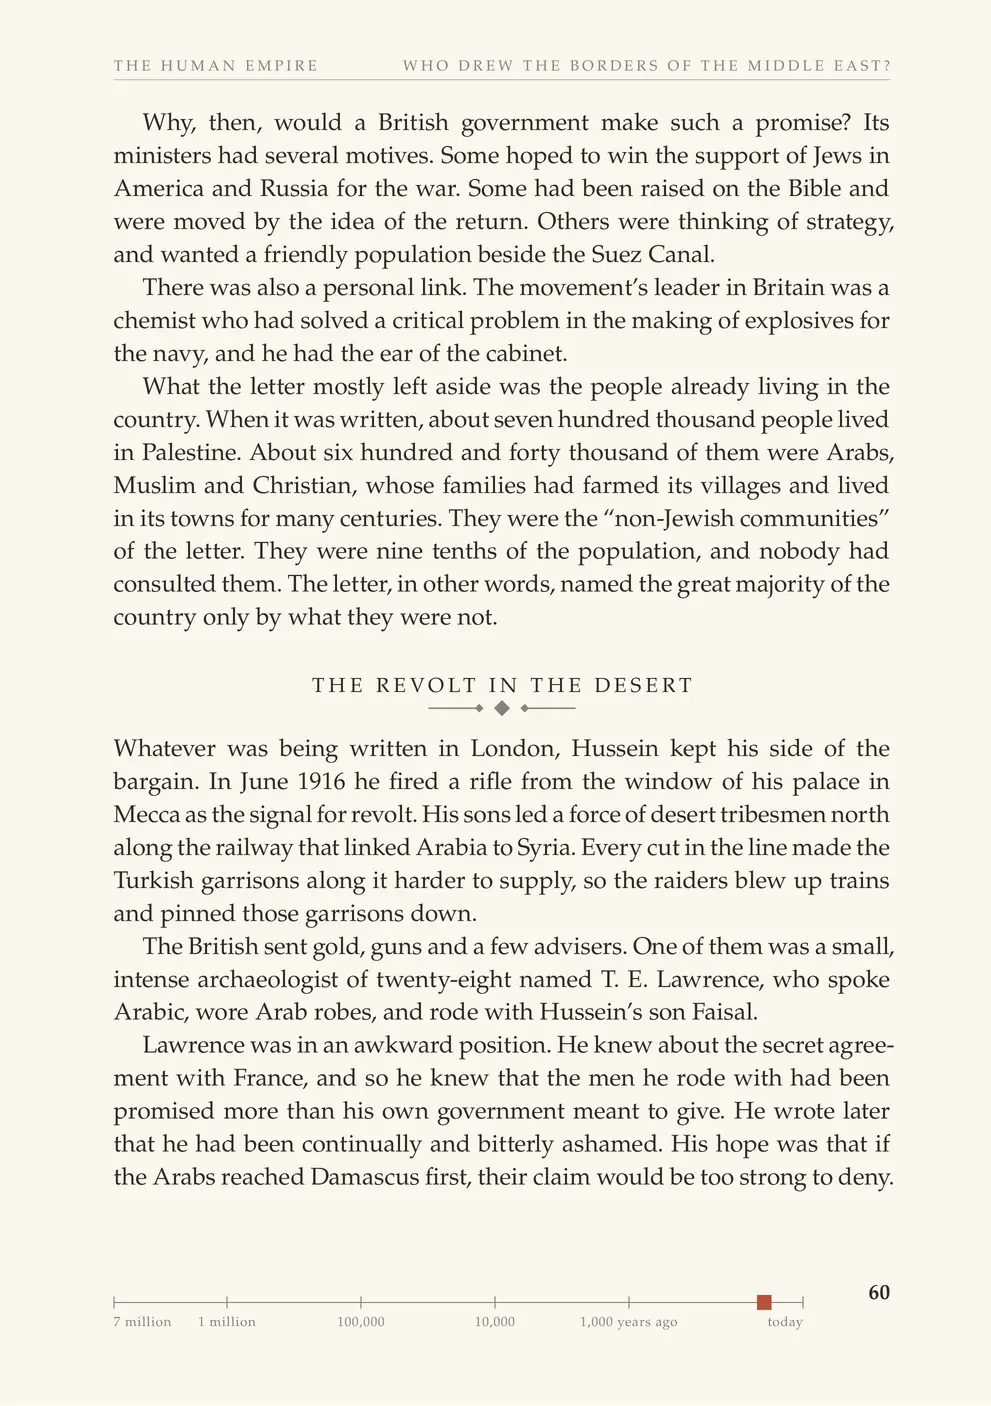 THE HUMAN EMPIRE WHO DREW THE BORDERS OF THE MIDDLE EAST?
Why, then, would a British government make such a promise? Its
ministers had several motives. Some hoped to win the support of Jews in
America and Russia for the war. Some had been raised on the Bible and
were moved by the idea of the return. Others were thinking of strategy,
and wanted a friendly population beside the Suez Canal.
There was also a personal link. The movement’s leader in Britain was a
chemist who had solved a critical problem in the making of explosives for
the navy, and he had the ear of the cabinet.
What the letter mostly left aside was the people already living in the
country. When it was written, about seven hundred thousand people lived
in Palestine. About six hundred and forty thousand of them were Arabs,
Muslim and Christian, whose families had farmed its villages and lived
in its towns for many centuries. They were the “non-Jewish communities”
of the letter. They were nine tenths of the population, and nobody had
consulted them. The letter, in other words, named the great majority of the
country only by what they were not.
THE REVOLT IN THE DESERT
Whatever was being written in London, Hussein kept his side of the
bargain. In June 1916 he fired a rifle from the window of his palace in
Mecca as the signal for revolt. His sons led a force of desert tribesmen north
along the railway that linked Arabia to Syria. Every cut in the line made the
Turkish garrisons along it harder to supply, so the raiders blew up trains
and pinned those garrisons down.
The British sent gold, guns and a few advisers. One of them was a small,
intense archaeologist of twenty-eight named T. E. Lawrence, who spoke
Arabic, wore Arab robes, and rode with Hussein’s son Faisal.
Lawrence was in an awkward position. He knew about the secret agree-
ment with France, and so he knew that the men he rode with had been
promised more than his own government meant to give. He wrote later
that he had been continually and bitterly ashamed. His hope was that if
the Arabs reached Damascus first, their claim would be too strong to deny.
60
7 million 1 million 100,000 10,000 1,000 years ago today